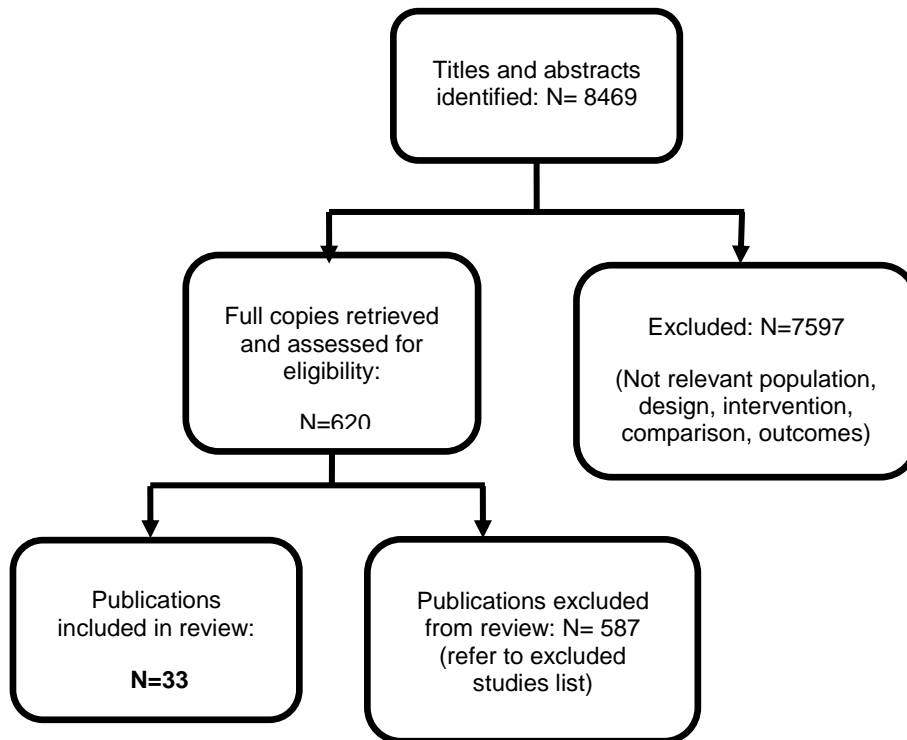 Titles and abstracts
identified: N= 8469
Full copies retrieved
and assessed for
eligibility:
N=620
Excluded: N=7597
(Not relevant population,
design, intervention,
comparison, outcomes)
Publications
included in review:
N=33
Publications excluded
from review: N= 587
(refer to excluded
studies list)